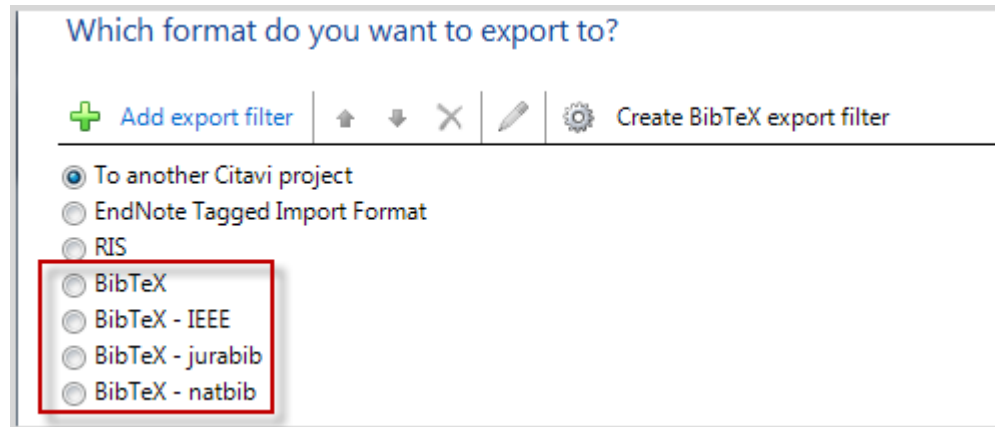 Which format do you want to export to?
Add export filter Create BibTeX export filter
To another Citavi project
EndNote Tagged Import Format
RIS
BibTeX
BibTeX - IEEE
BibTeX - jurabib
BibTeX - natbib